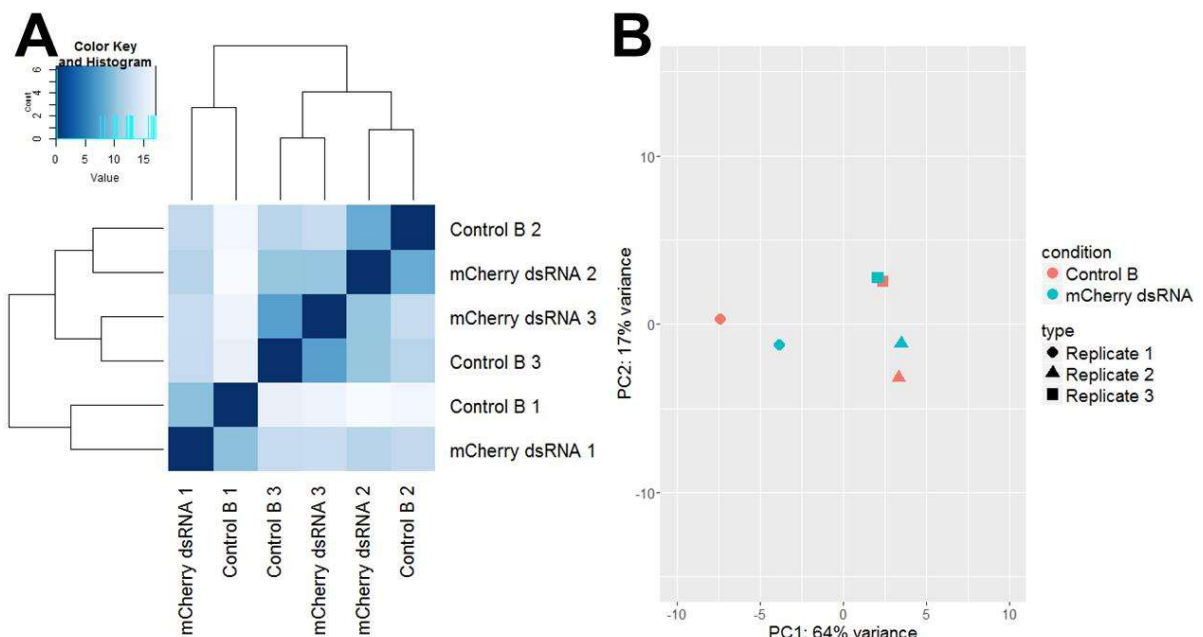 A
Color Key
and Histogram
Count
0 2 4 6
0 5 10 15
Value
Control B 2
mCherry dsRNA 2
mCherry dsRNA 3
Control B 3
Control B 1
mCherry dsRNA 1
mCherry dsRNA 1
Control B 1
Control B 3
mCherry dsRNA 3
mCherry dsRNA 2
Control B 2
B
PC2: 17% variance
10
0
-10
-10 -5 0 5 10
PC1: 64% variance
condition
Control B
mCherry dsRNA
type
Replicate 1
Replicate 2
Replicate 3